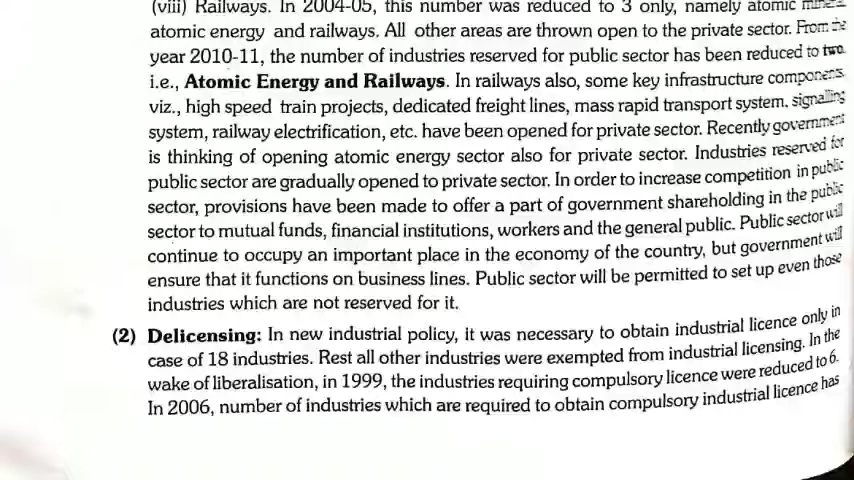 (viii) Railways. In 2004-05, this number was reduced to 3 only, namely atomic
atomic energy and railways. All other areas are thrown open to the private sector. From the
year 2010-11, the number of industries reserved for public sector has been reduced to two
i.e., Atomic Energy and Railways. In railways also, some key infrastructure components,
viz., high speed train projects, dedicated freight lines, mass rapid transport system, signalling
system, railway electrification, etc. have been opened for private sector. Recently government
is thinking of opening atomic energy sector also for private sector. Industries reserved for
public sector are gradually opened to private sector. In order to increase competition in public
sector, provisions have been made to offer a part of government shareholding in the public
sector to mutual funds, financial institutions, workers and the general public. Public sector will
continue to occupy an important place in the economy of the country, but government will
ensure that it functions on business lines. Public sector will be permitted to set up even those
industries which are not reserved for it.
(2) Delicensing: In new industrial policy, it was necessary to obtain industrial licence only in
case of 18 industries. Rest all other industries were exempted from industrial licensing. In the
wake of liberalisation, in 1999, the industries requiring compulsory licence were reduced to 6.
In 2006, number of industries which are required to obtain compulsory industrial licence has